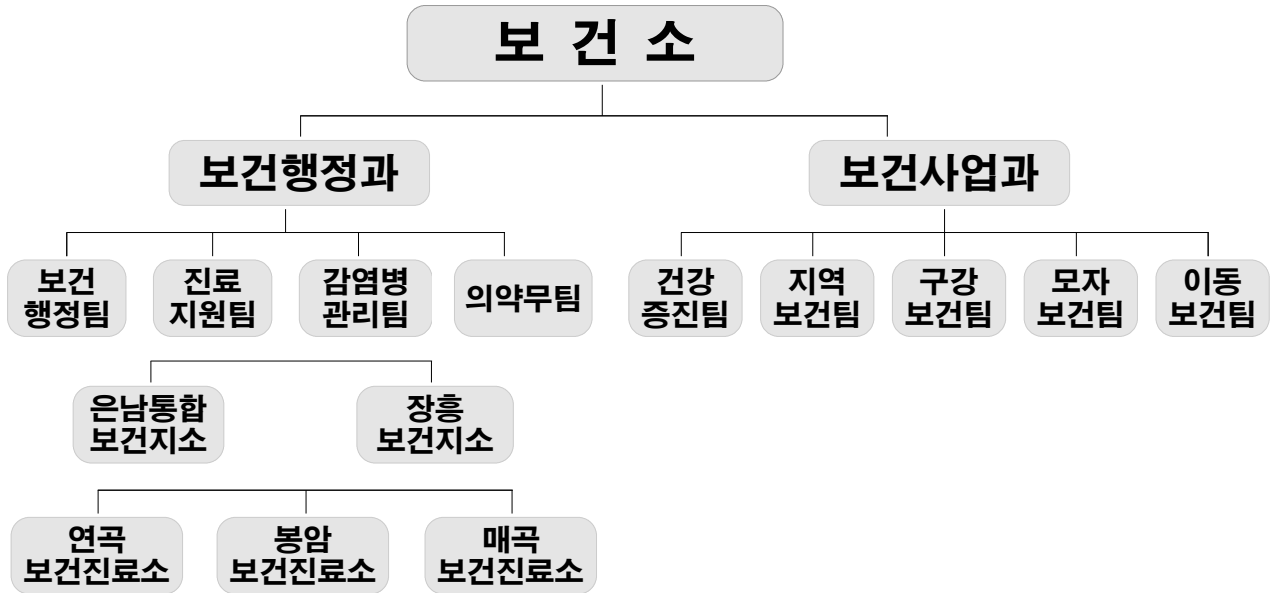 보 건 소
보건행정과
보건사업과
보건
행정팀
진료
지원팀
감염병
관리팀
의약무팀
건강
증진팀
지역
보건팀
구강
보건팀
모자
보건팀
이동
보건팀
은남통합
보건지소
장흥
보건지소
연곡
보건진료소
봉암
보건진료소
매곡
보건진료소